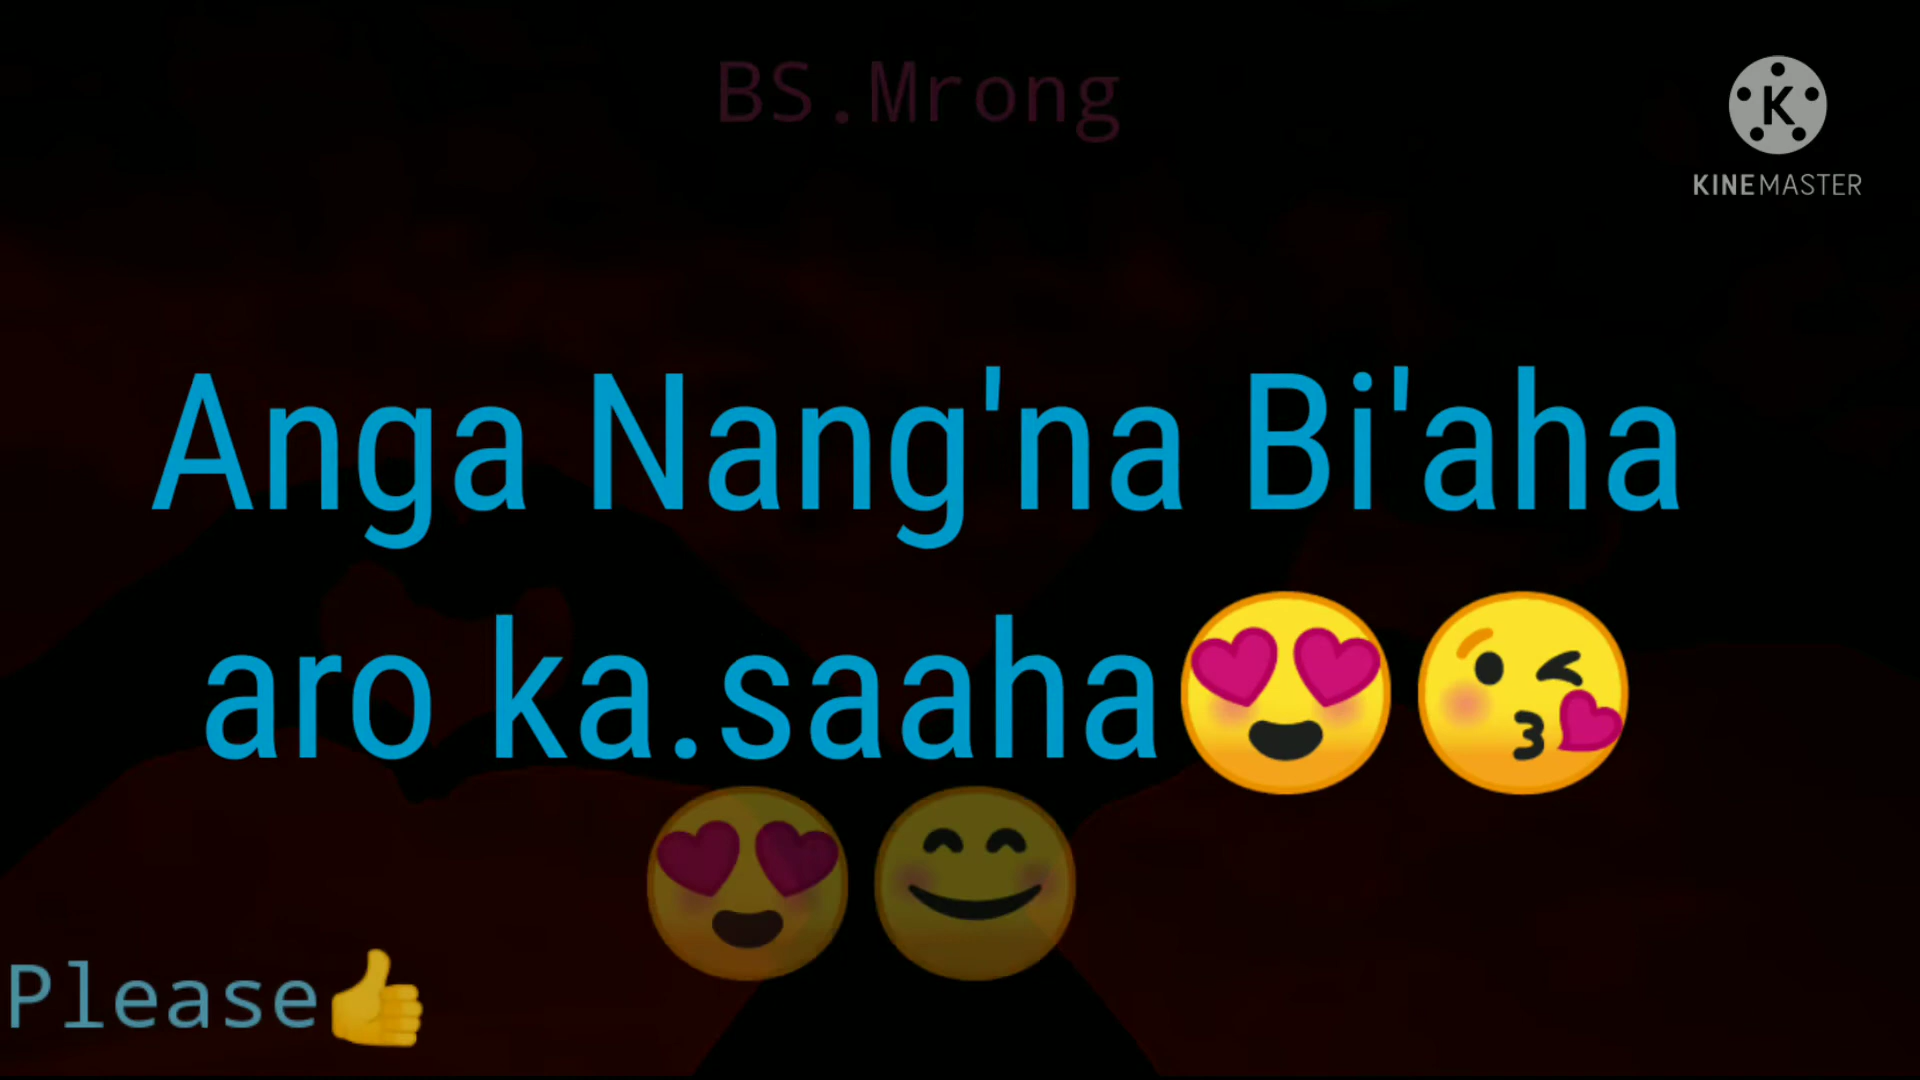 BS.Mrong
KINEMASTER
Anga Nang'na Bi'aha
aro ka.saaha😍😘
😍😊
Please👍